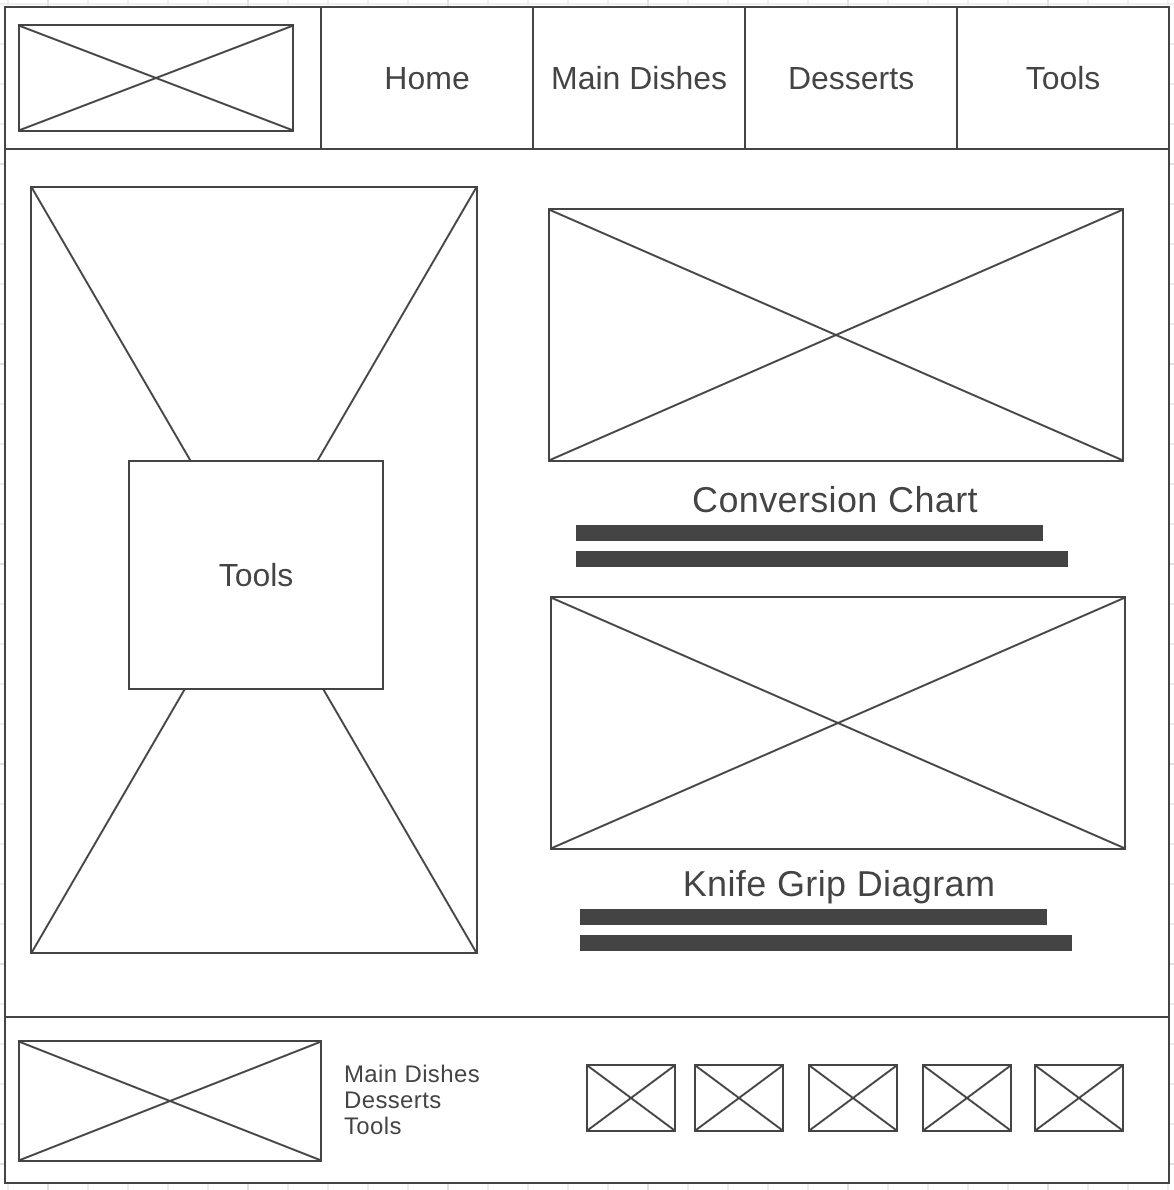 Home
Main Dishes
Desserts
Tools
Tools
Conversion Chart
Knife Grip Diagram
Main Dishes
Desserts
Tools